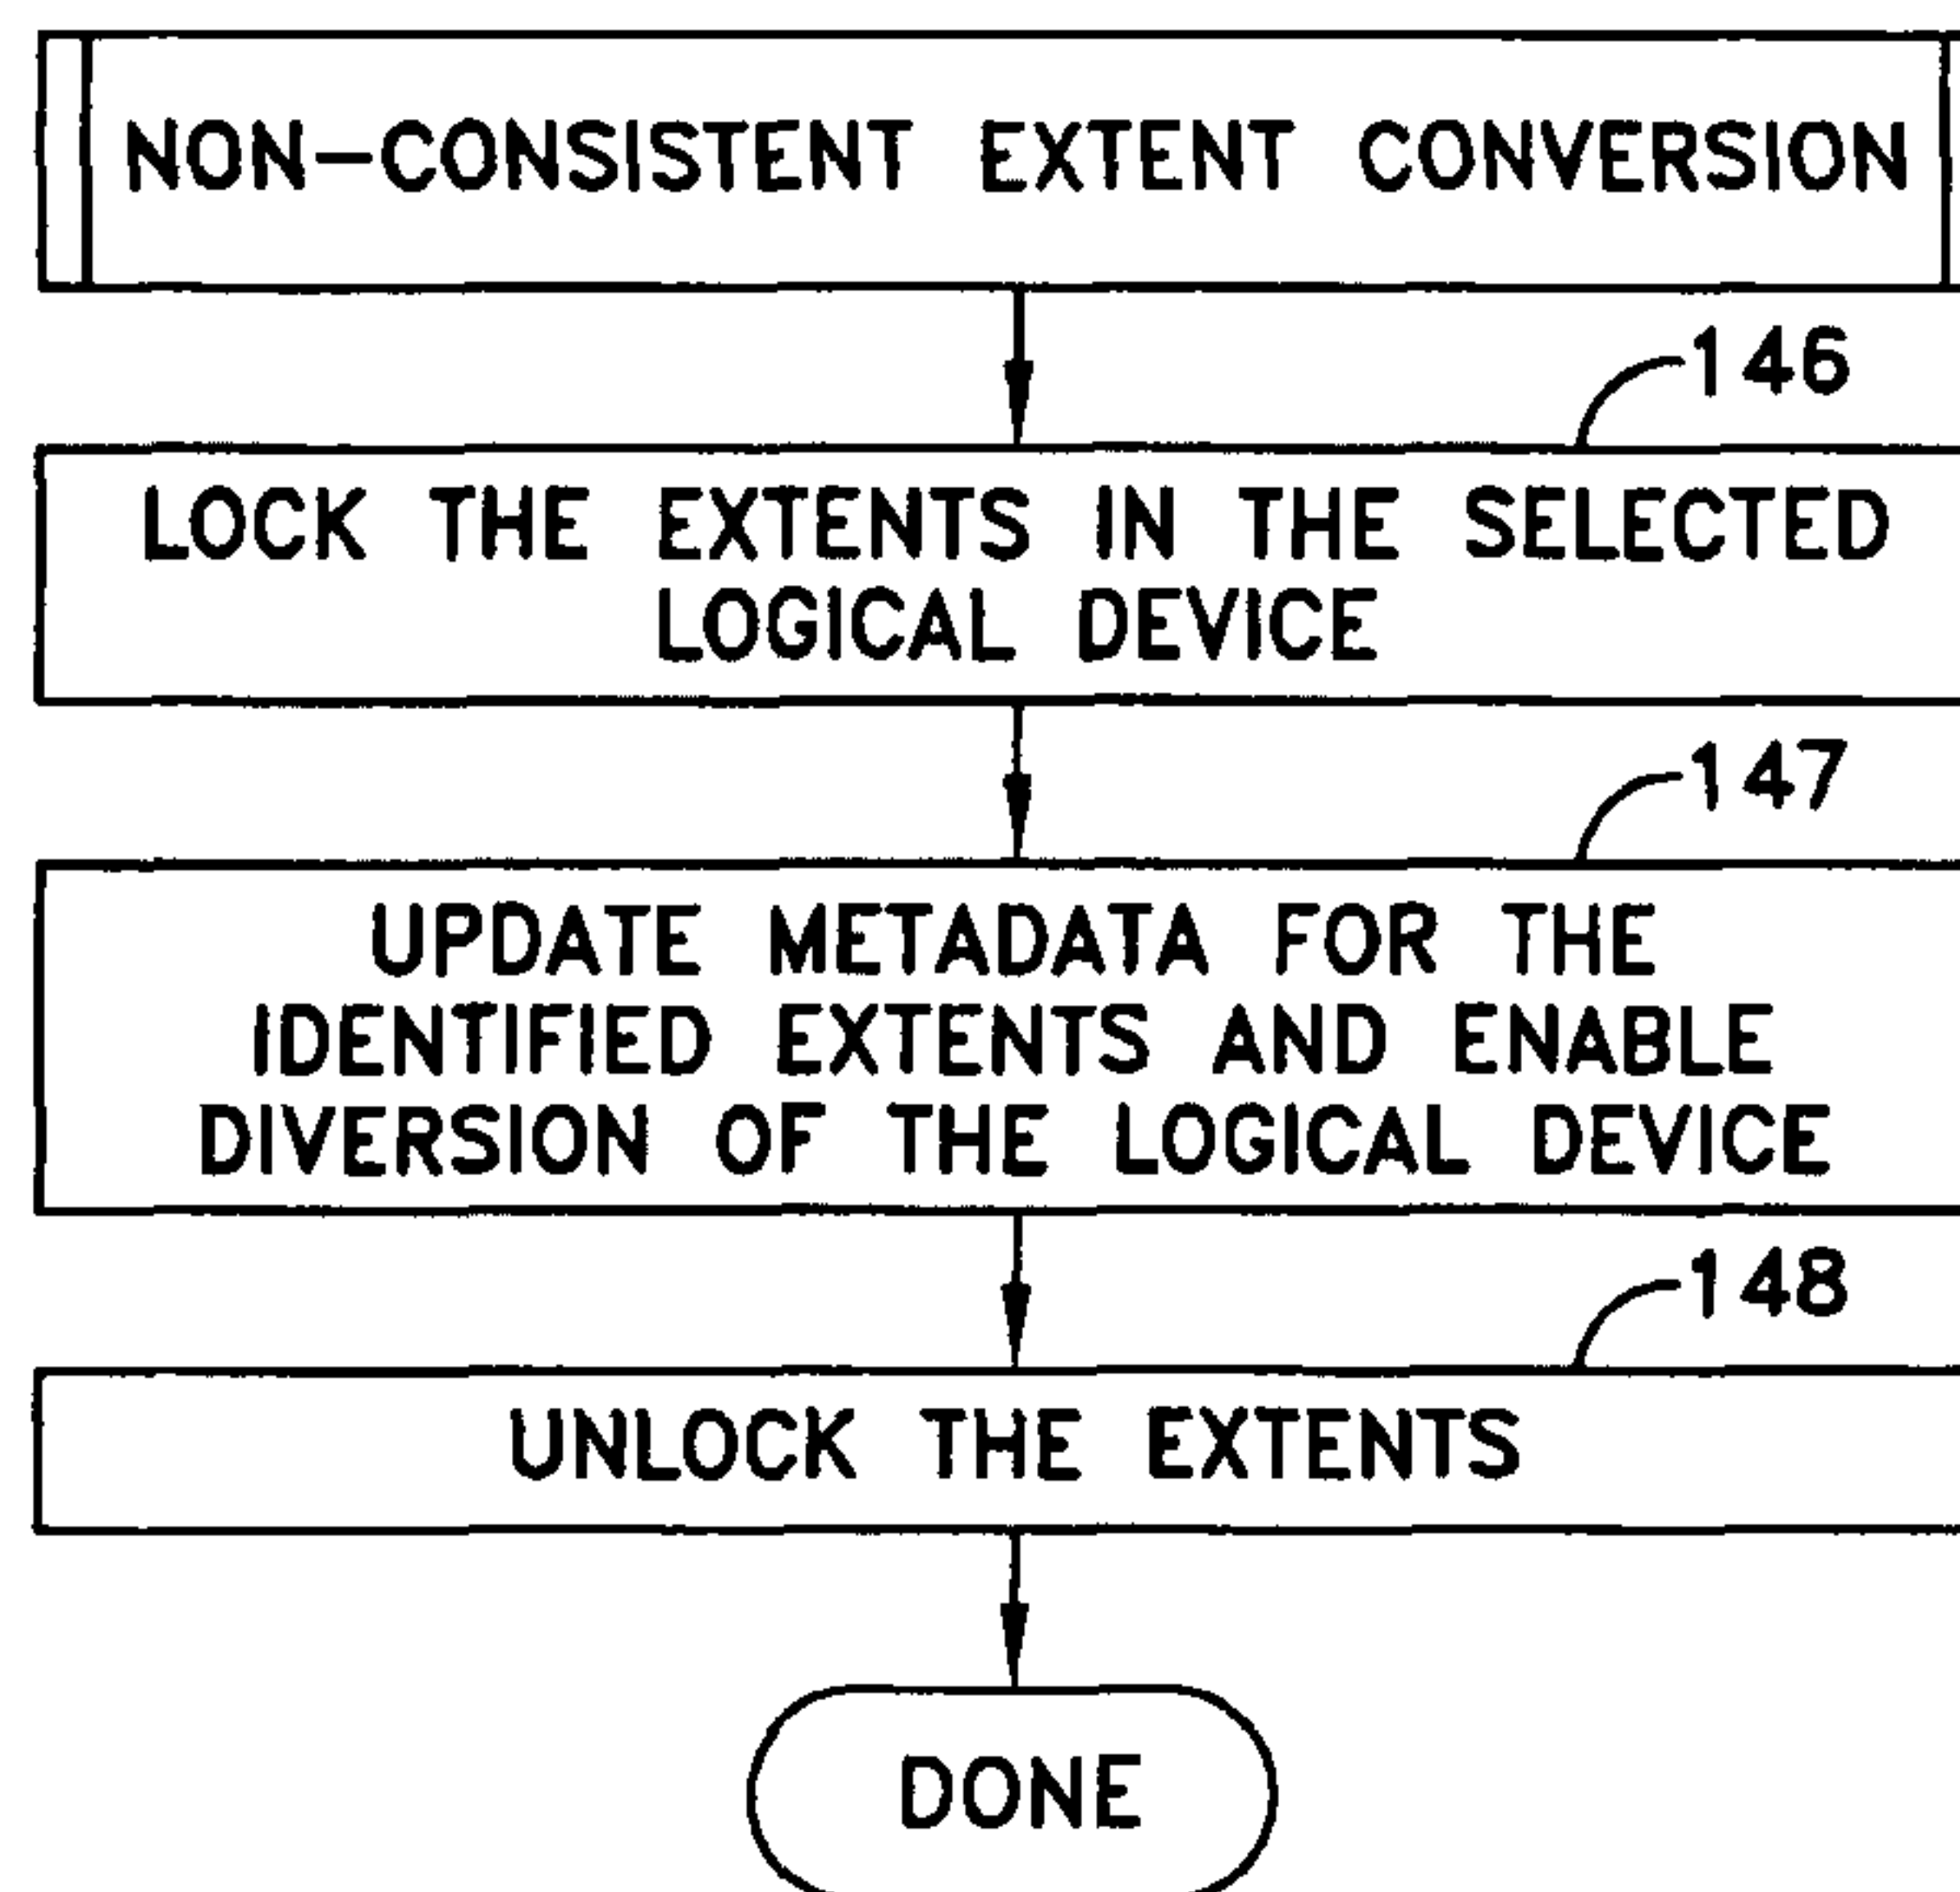 NON-CONSISTENT EXTENT CONVERSION
146
LOCK THE EXTENTS IN THE SELECTED
LOGICAL DEVICE
147
UPDATE METADATA FOR THE
IDENTIFIED EXTENTS AND ENABLE
DIVERSION OF THE LOGICAL DEVICE
148
UNLOCK THE EXTENTS
DONE